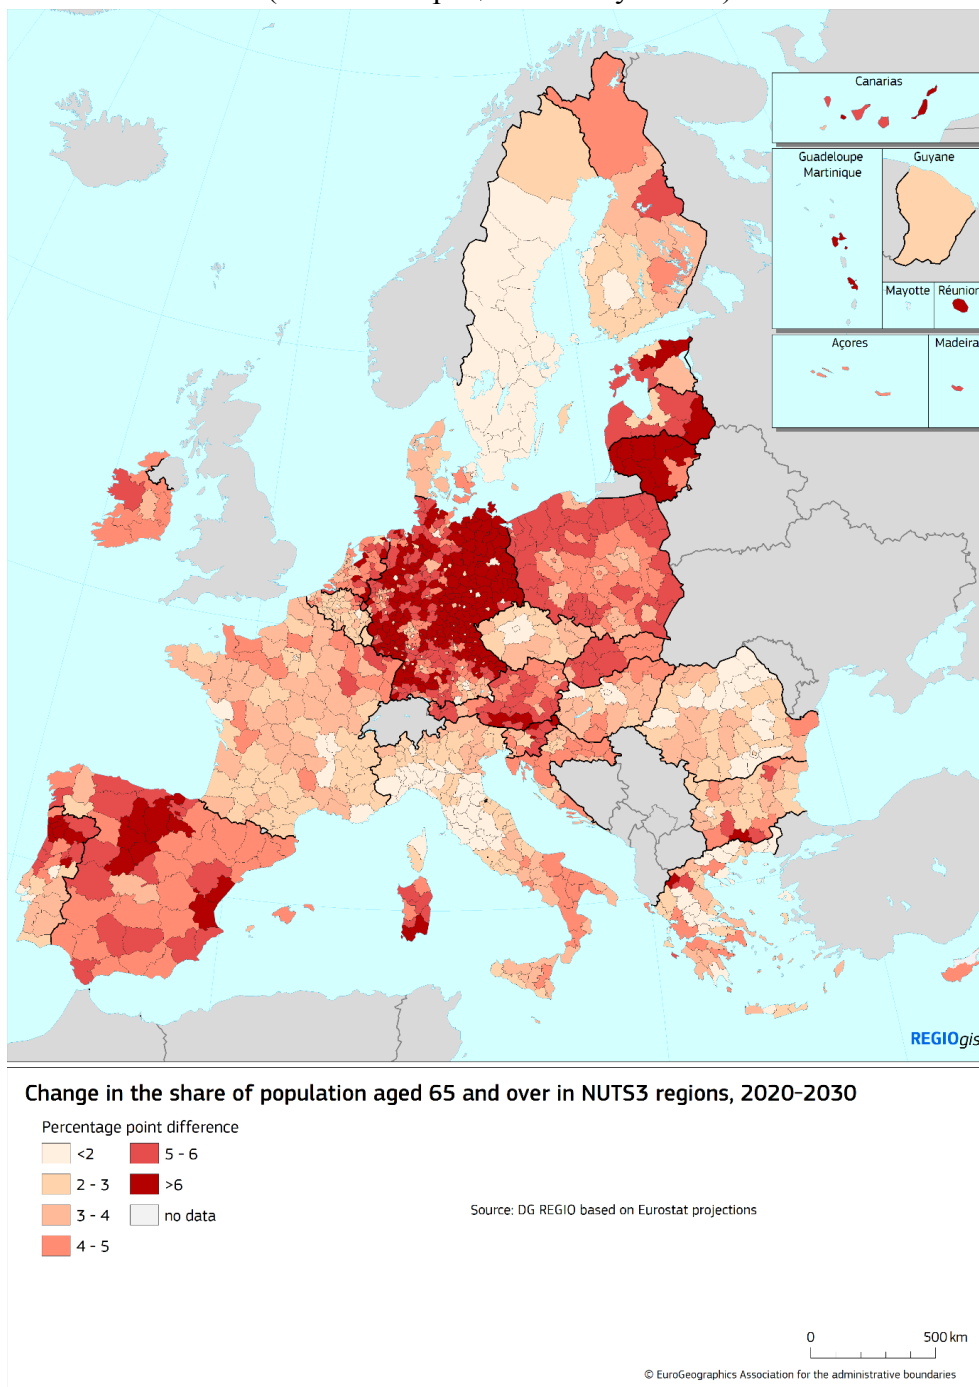 Canarias
Guadeloupe
Martinique
Guyane
Mayotte
Réunion
Açores
Madeira
REGIOgis
Change in the share of population aged 65 and over in NUTS3 regions, 2020-2030
Percentage point difference
<2
5 - 6
2 - 3
>6
3 - 4
no data
4 - 5
Source: DG REGIO based on Eurostat projections
0
500 km
© EuroGeographics Association for the administrative boundaries